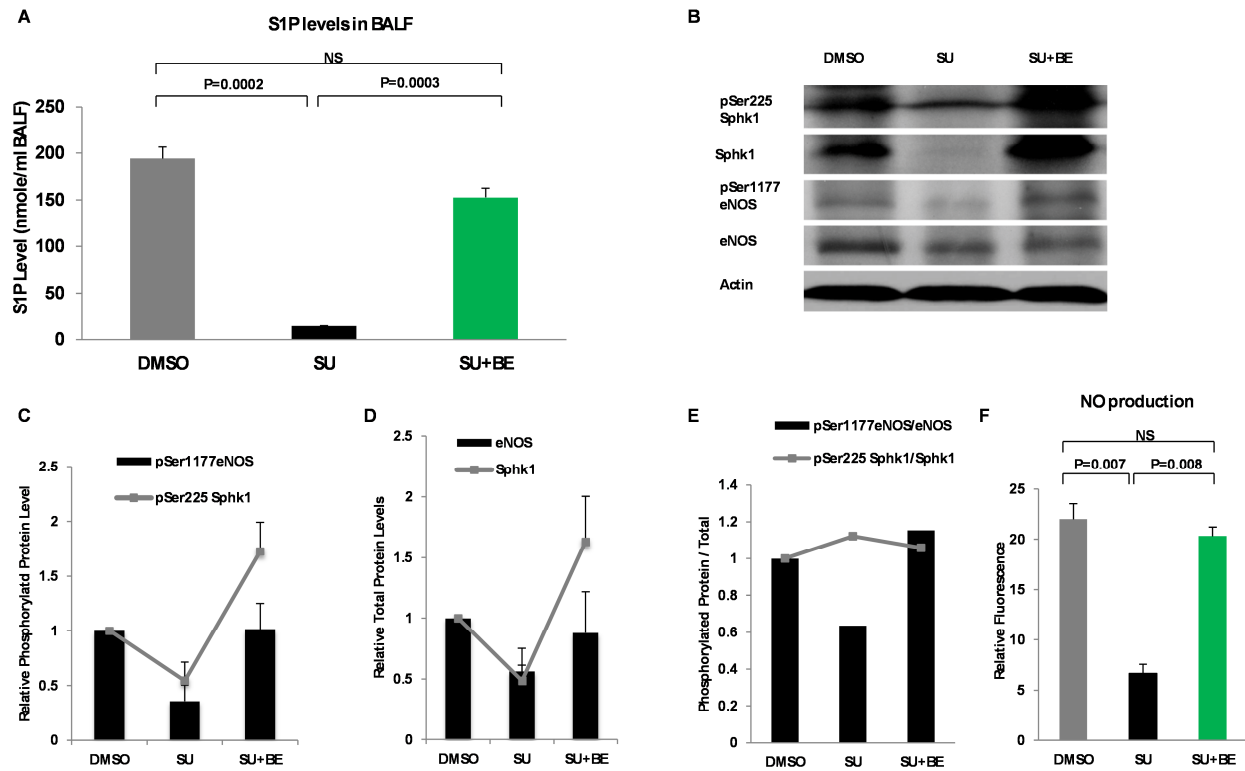 A
S1P levels in BALF
NS
P=0.0002
P=0.0003
S1P Level (nmole/ml BALF)
250
200
150
100
50
0
DMSO
SU
SU+BE
B
DMSO
SU
SU+BE
pSer225
Sphk1
Sphk1
pSer1177
eNOS
eNOS
Actin
C
pSer1177eNOS
pSer225 Sphk1
Relative Phosphorylatd Protein Level
2.5
2
1.5
1
0.5
0
DMSO
SU
SU+BE
D
eNOS
Sphk1
Relative Total Protein Levels
2.5
2
1.5
1
0.5
0
DMSO
SU
SU+BE
E
pSer1177eNOS/eNOS
pSer225 Sphk1/Sphk1
Phosphorylated Protein / Total
1.4
1.2
1
0.8
0.6
0.4
0.2
0
DMSO
SU
SU+BE
F
NO production
NS
P=0.007
P=0.008
Relative Fluorescence
25
20
15
10
5
0
DMSO
SU
SU+BE